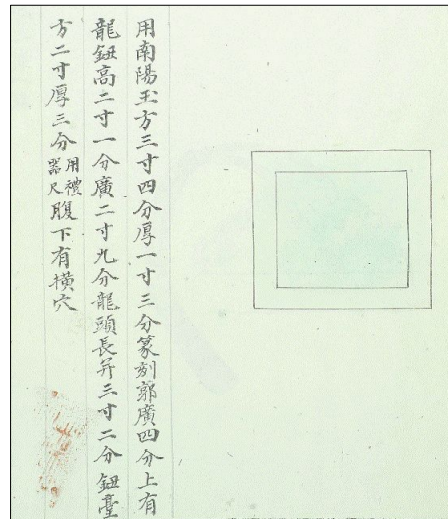 用南陽玉方三寸四分厚一寸三分篆刻郭廣四分上有
龍鈕高二寸一分廣二寸九分龍頭長并三寸二分鈕臺
方二寸厚三分用禮器尺腹下有橫穴